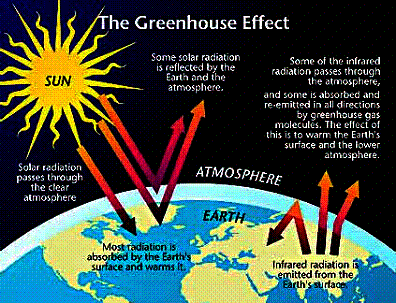 The Greenhouse Effect
SUN
Some solar radiation
is reflected by the
Earth and the
atmosphere.
Some of the infrared
radiation passes through
the atmosphere,
and some is absorbed and
re-emitted in all directions
by greenhouse gas
molecules. The effect of
this is to warm the Earth's
surface and the lower
atmosphere.
Solar radiation
passes through
the clear
atmosphere
ATMOSPHERE
EARTH
Most radiation is
absorbed by the Earth's
surface and warms it.
Infrared radiation is
emitted from the
Earth's surface.